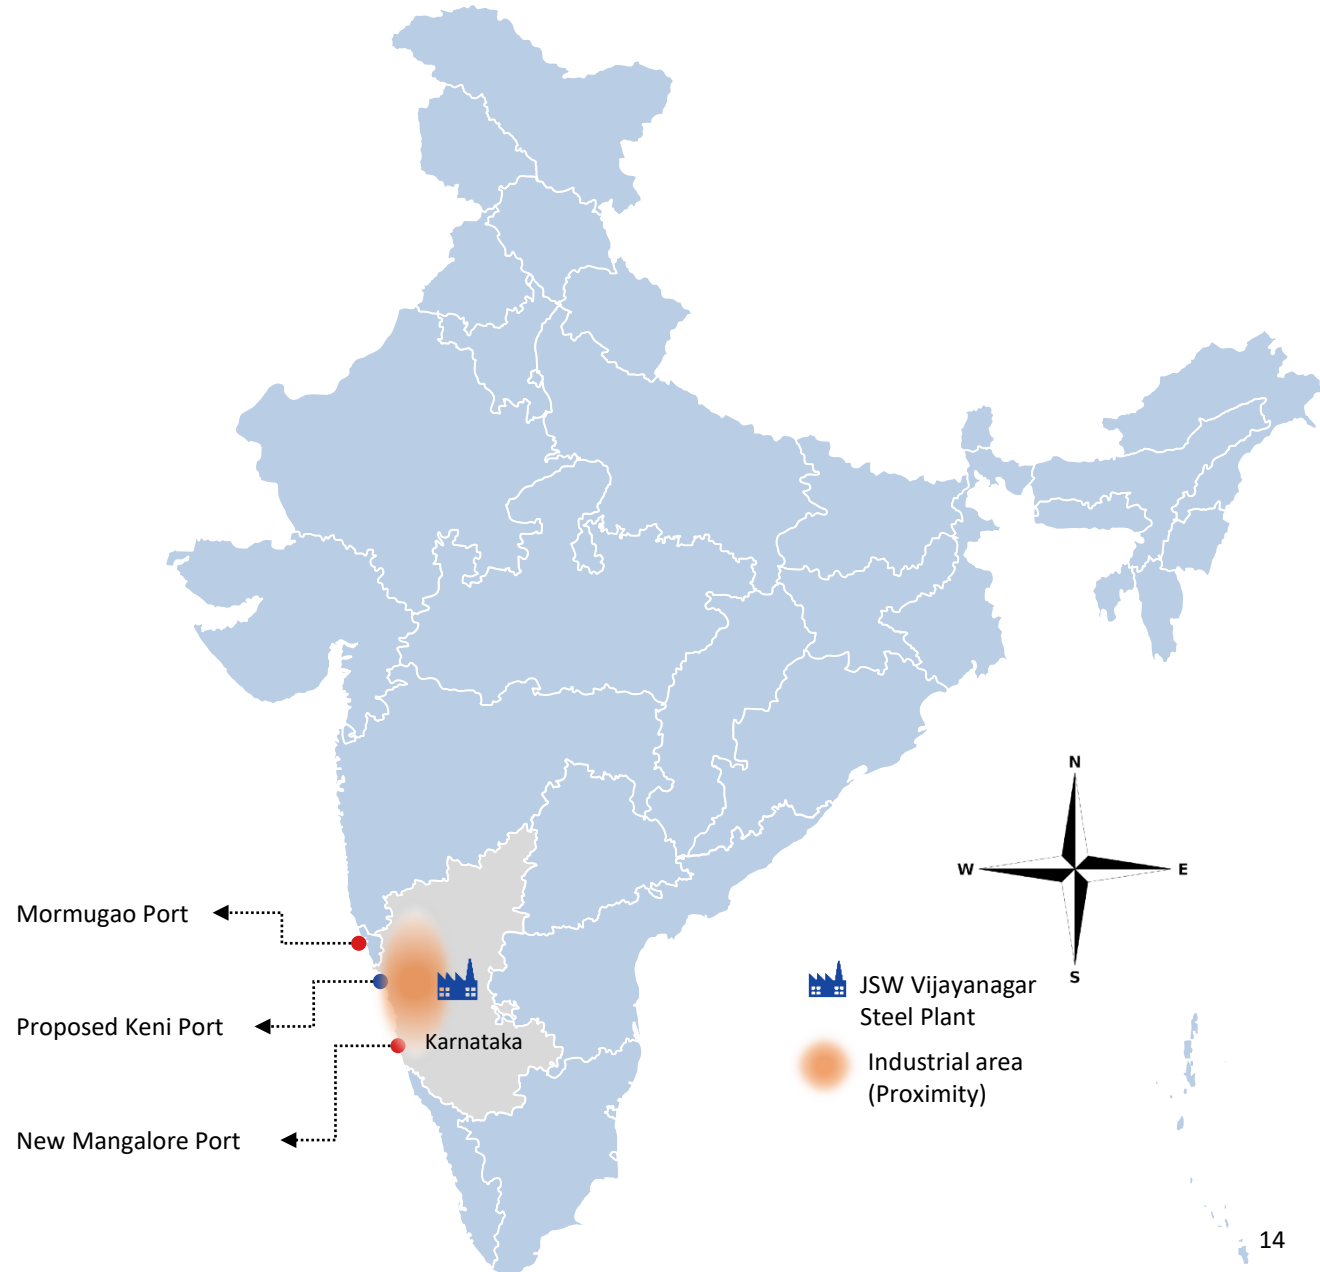 N
W
E
S
Mormugao Port
Proposed Keni Port
Karnataka
New Mangalore Port
JSW Vijayanagar
Steel Plant
Industrial area
(Proximity)
14